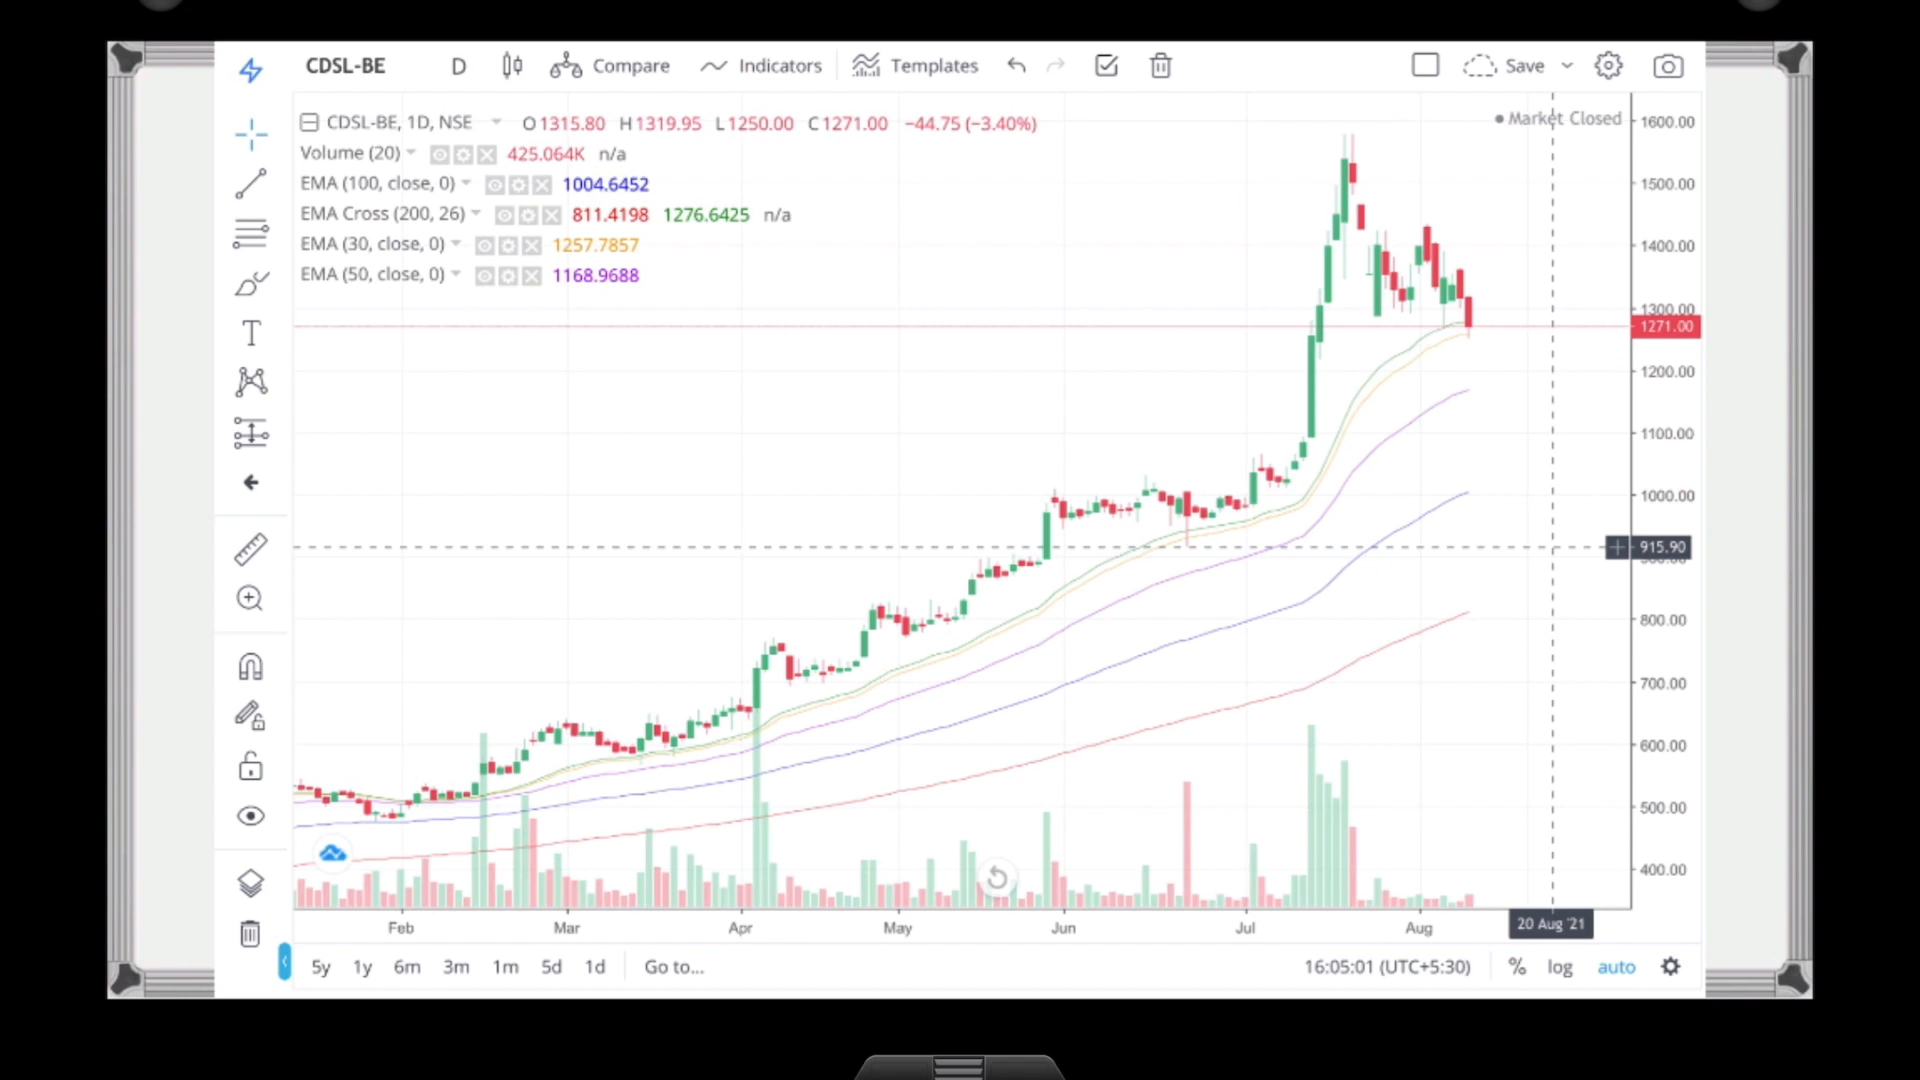 CDSL-BE D Compare Indicators Templates Save
CDSL-BE, 1D, NSE O1315.80 H1319.95 L1250.00 C1271.00 −44.75 (−3.40%)
Market Closed
Volume (20) 425.064K n/a
EMA (100, close, 0) 1004.6452
EMA Cross (200, 26) 811.4198 1276.6425 n/a
EMA (30, close, 0) 1257.7857
EMA (50, close, 0) 1168.9688
1600.00
1500.00
1400.00
1300.00
1271.00
1200.00
1100.00
1000.00
915.90
800.00
700.00
600.00
500.00
400.00
Feb Mar Apr May Jun Jul Aug 20 Aug '21
5y 1y 6m 3m 1m 5d 1d Go to... 16:05:01 (UTC+5:30) % log auto